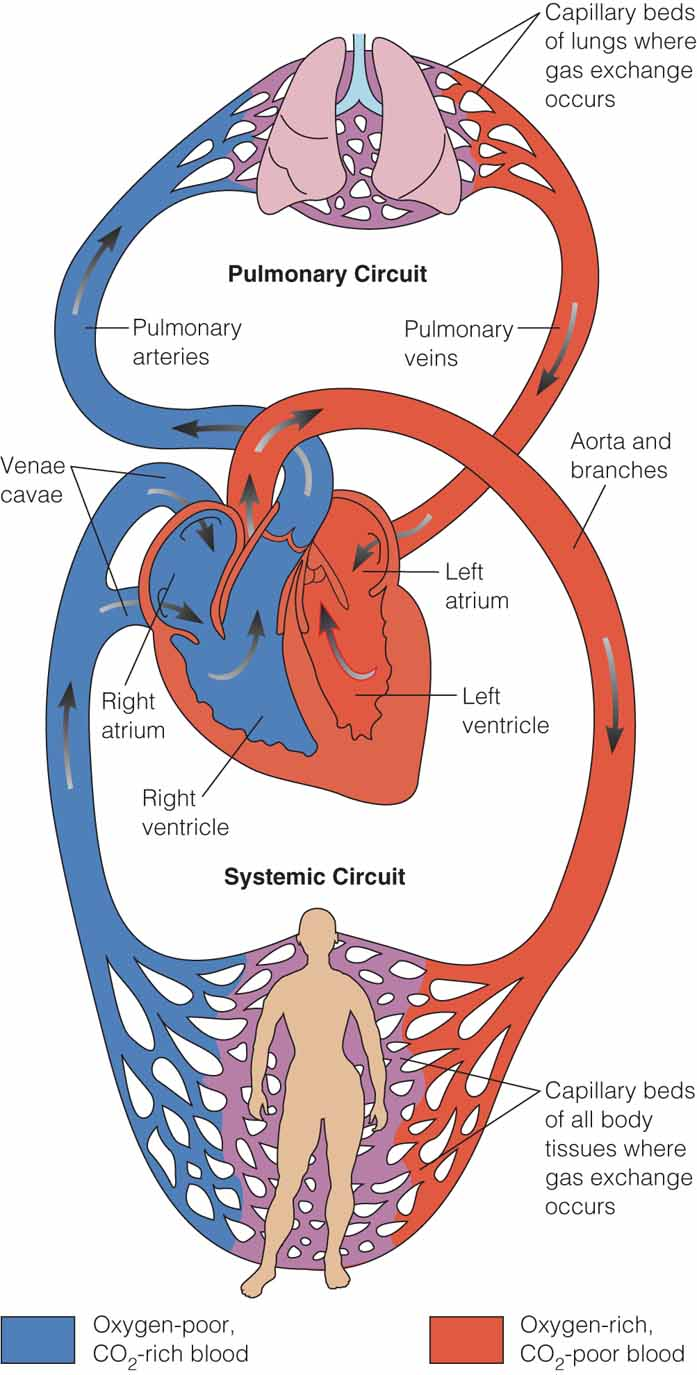 Capillary beds
of lungs where
gas exchange
occurs
Pulmonary Circuit
Pulmonary
arteries
Pulmonary
veins
Venae
cavae
Aorta and
branches
Left
atrium
Right
atrium
Left
ventricle
Right
ventricle
Systemic Circuit
Capillary beds
of all body
tissues where
gas exchange
occurs
Oxygen-poor,
CO₂-rich blood
Oxygen-rich,
CO₂-poor blood